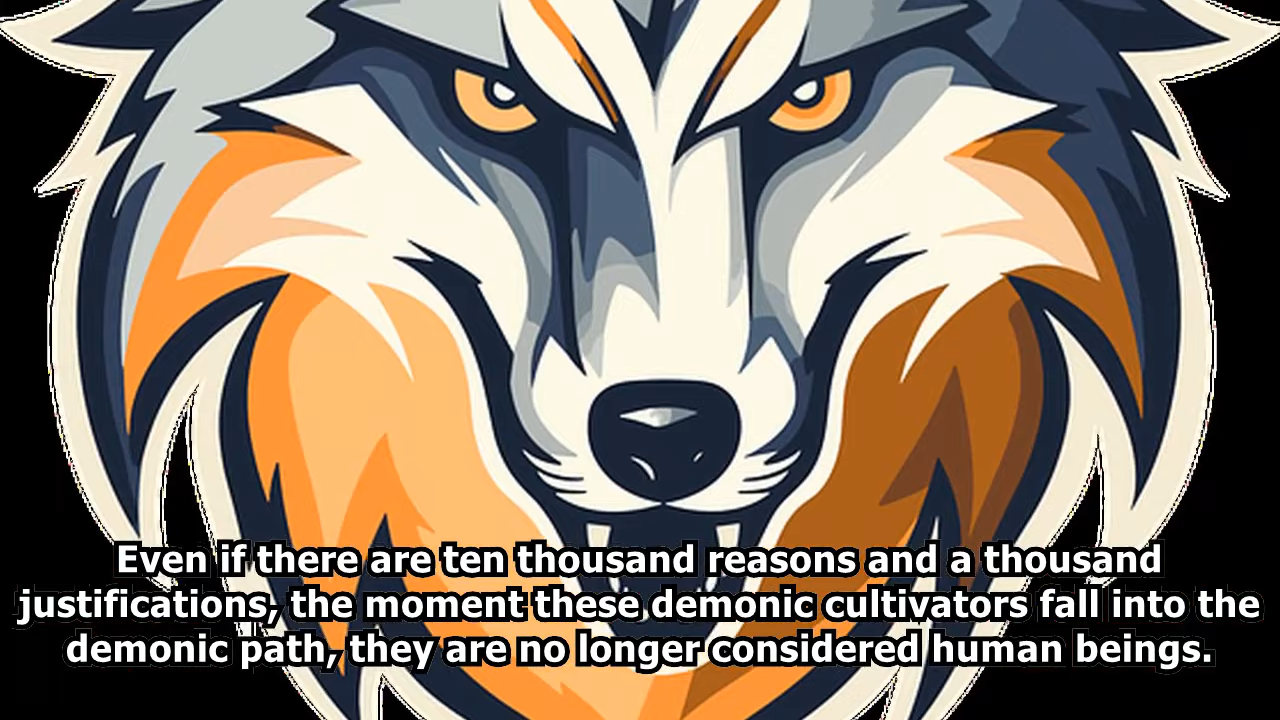 Even if there are ten thousand reasons and a thousand
justifications, the moment these demonic cultivators fall into the
demonic path, they are no longer considered human beings.